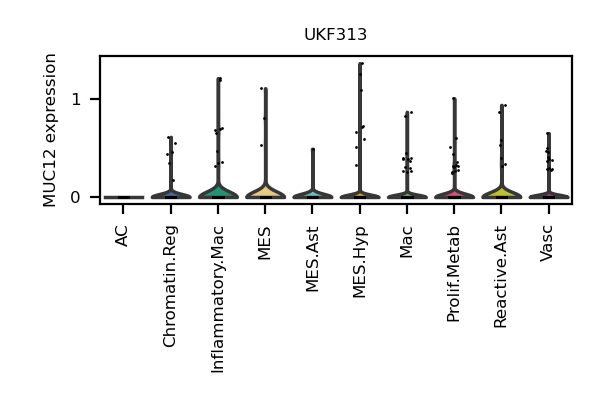 UKF313
MUC12 expression
1
0
AC
Chromatin.Reg
Inflammatory.Mac
MES
MES.Ast
MES.Hyp
Mac
Prolif.Metab
Reactive.Ast
Vasc